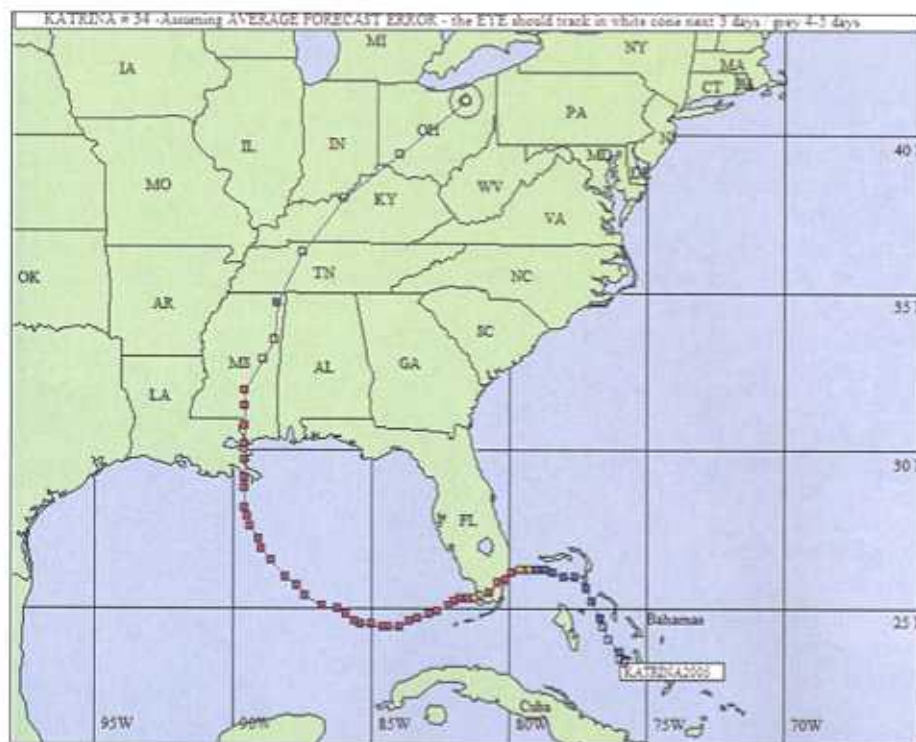 KATRINA # 34 -Assuming AVERAGE FORECAST ERROR - the EYE should track in white cone next 3 days / grey 4-5 days
MI
NY
IA
MA
CT
PA
OH
40
IL
IN
MD
MO
WV
KY
VA
OK
TN
NC
AR
35
SC
MS
AL
GA
LA
30
FL
25
Bahamas
KATRINA2005
Cuba
95W
90W
85W
80W
75W
70W